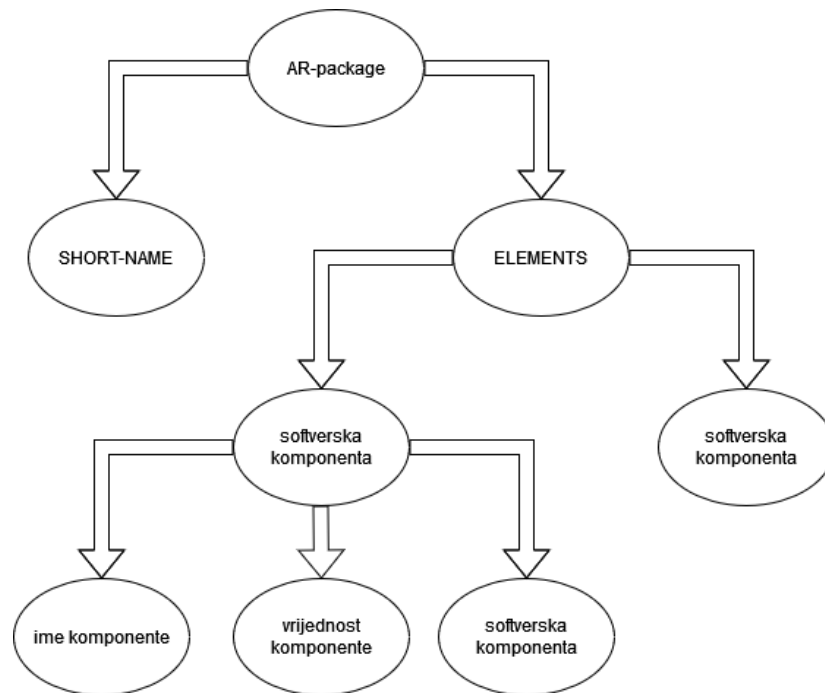 AR-package
SHORT-NAME
ELEMENTS
softverska
komponenta
softverska
komponenta
ime komponente
vrijednost
komponente
softverska
komponenta